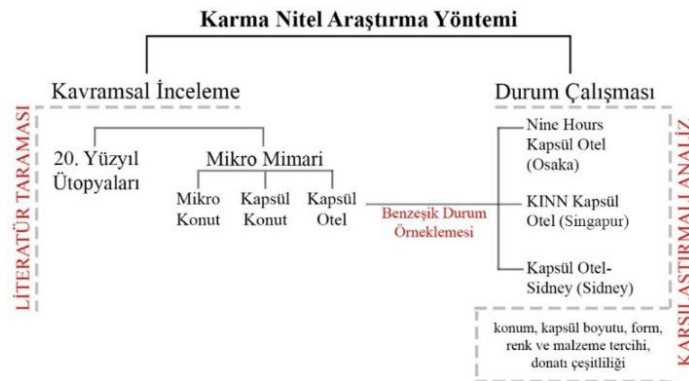 Karma Nitel Araştırma Yöntemi
Kavramsal İnceleme
Durum Çalışması
LİTERATÜR TARAMASI
20. Yüzyıl
Ütopyaları
Mikro Mimari
Mikro
Konut
Kapsül
Konut
Kapsül
Otel
Benzeşik Durum
Örneklemesi
Nine Hours
Kapsül Otel
(Osaka)
KINN Kapsül
Otel (Singapur)
Kapsül Otel-
Sidney (Sidney)
KARŞILAŞTIRMALI ANALİZ
konum, kapsül boyutu, form,
renk ve malzeme tercihi,
donatı çeşitliliği